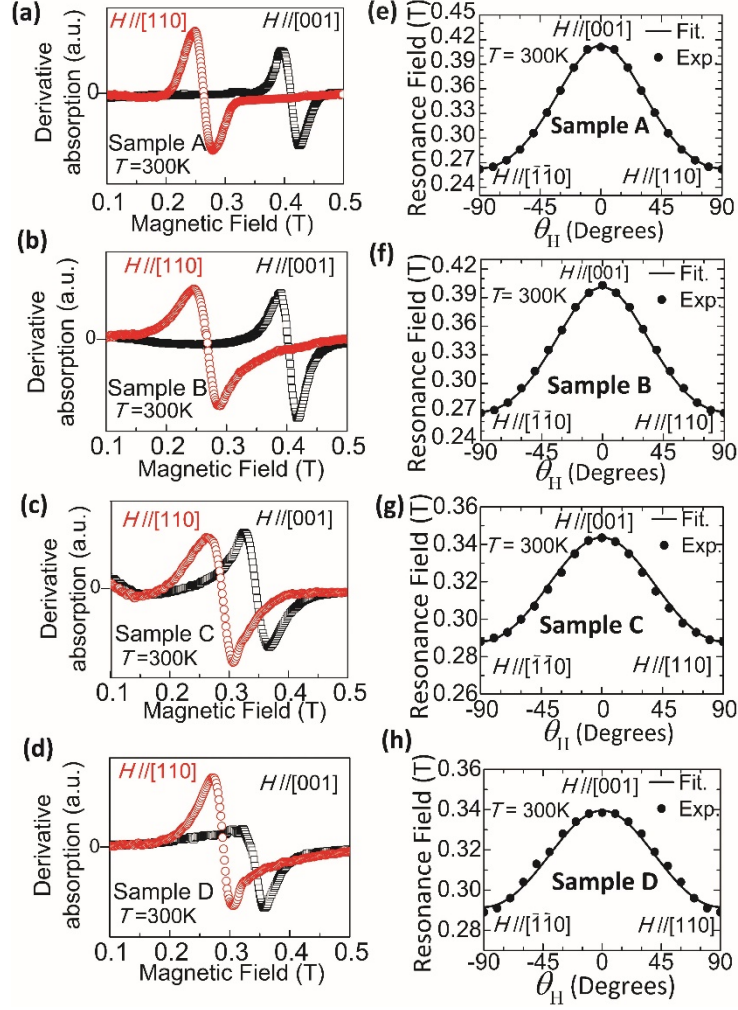 (a)
H//[110]
H//[001]
0
Sample A
T=300K
Derivative
absorption (a.u.)
0.1 0.2 0.3 0.4 0.5
Magnetic Field (T)
(e)
H//[001]
— Fit.
T = 300K
● Exp.
Sample A
H//[1̄1̄0]
H//[110]
0.45
0.42
0.39
0.36
0.33
0.30
0.27
0.24
Resonance Field (T)
-90 -45 0 45 90
θH (Degrees)
(b)
H//[110]
H//[001]
0
Sample B
T=300K
Derivative
absorption (a.u.)
0.1 0.2 0.3 0.4 0.5
Magnetic Field (T)
(f)
H//[001]
— Fit.
T = 300K
● Exp.
Sample B
H//[1̄1̄0]
H//[110]
0.42
0.39
0.36
0.33
0.30
0.27
0.24
Resonance Field (T)
-90 -45 0 45 90
θH (Degrees)
(c)
H//[110]
H//[001]
0
Sample C
T=300K
Derivative
absorption (a.u.)
0.1 0.2 0.3 0.4 0.5
Magnetic Field (T)
(g)
H//[001]
— Fit.
T = 300K
● Exp.
Sample C
H//[1̄1̄0]
H//[110]
0.36
0.34
0.32
0.30
0.28
0.26
Resonance Field (T)
-90 -45 0 45 90
θH (Degrees)
(d)
H//[110]
H//[001]
0
Sample D
T=300K
Derivative
absorption (a.u.)
0.1 0.2 0.3 0.4 0.5
Magnetic Field (T)
(h)
H//[001]
— Fit.
T = 300K
● Exp.
Sample D
H//[1̄1̄0]
H//[110]
0.36
0.34
0.32
0.30
0.28
Resonance Field (T)
-90 -45 0 45 90
θH (Degrees)